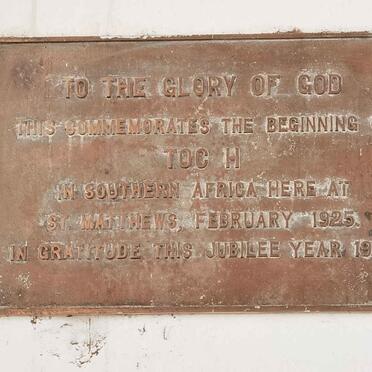 TO THE GLORY OF GOD
THIS COMMEMORATES THE BEGINNING
TOC H
IN SOUTHERN AFRICA HERE AT
ST. MATTHEWS, FEBRUARY 1925.
IN GRATITUDE THIS JUBILEE YEAR